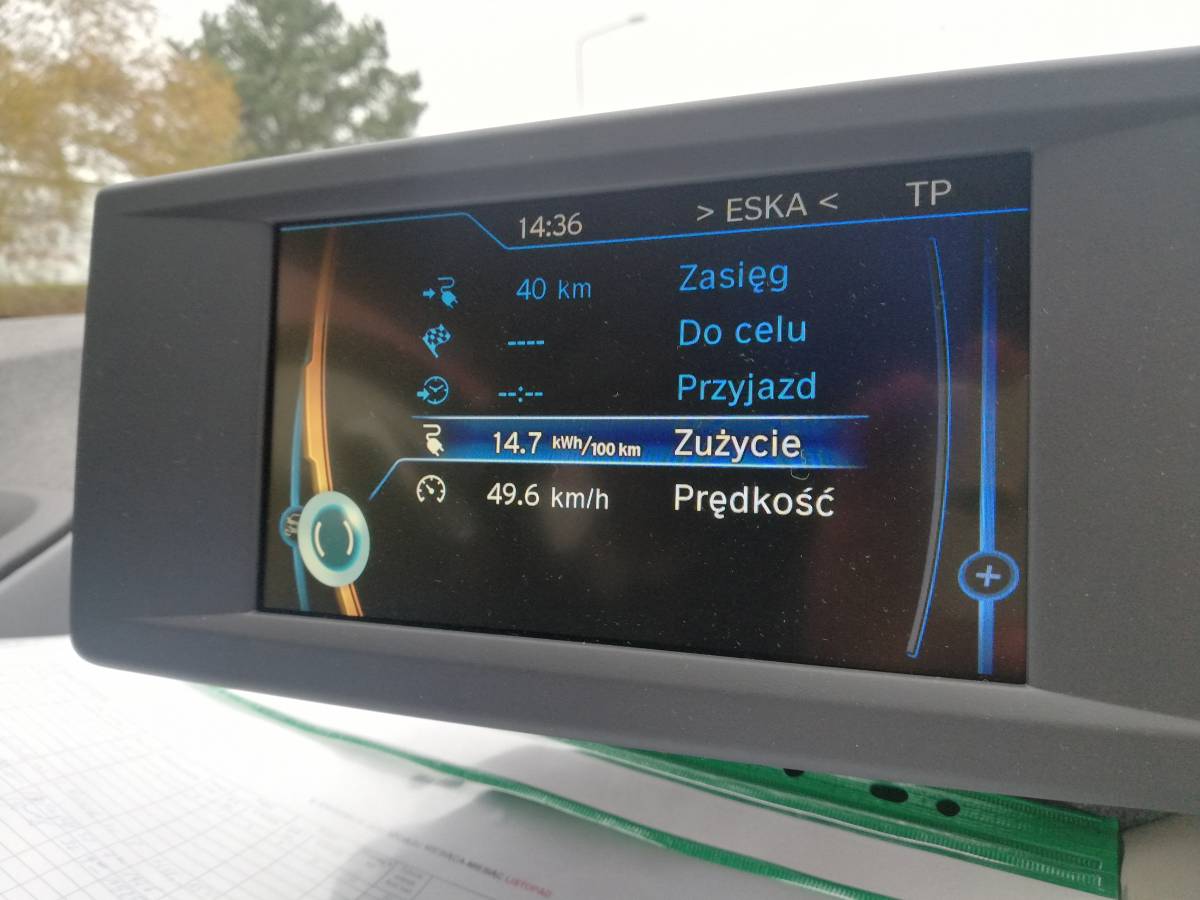 14:36 > ESKA < TP
40 km Zasięg
---- Do celu
--:-- Przyjazd
14.7 kWh/100 km Zużycie
49.6 km/h Prędkość
+
LISTOPAD